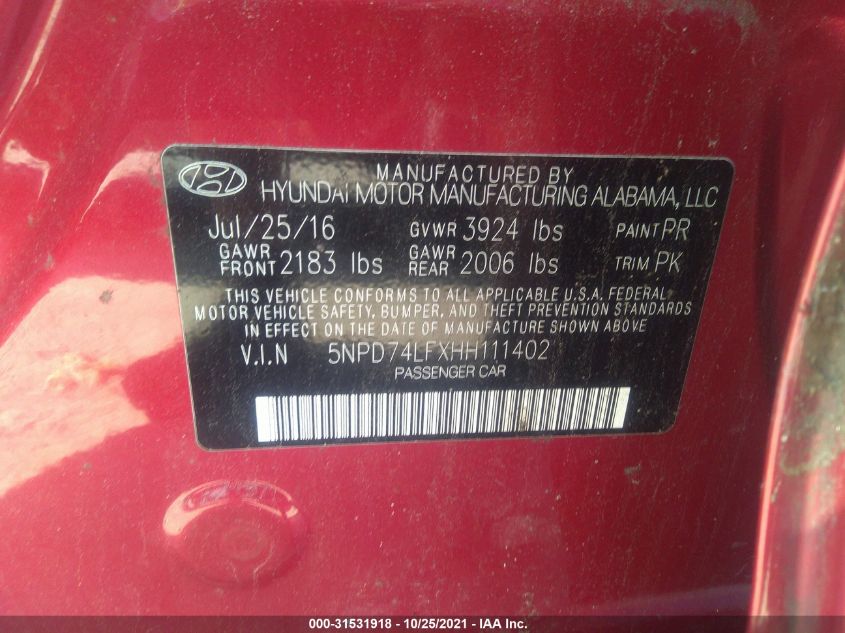 MANUFACTURED BY
HYUNDAI MOTOR MANUFACTURING ALABAMA, LLC
Jul/25/16 GVWR 3924 lbs PAINT PR
GAWR FRONT 2183 lbs GAWR REAR 2006 lbs TRIM PK
THIS VEHICLE CONFORMS TO ALL APPLICABLE U.S.A. FEDERAL
MOTOR VEHICLE SAFETY, BUMPER, AND THEFT PREVENTION STANDARDS
IN EFFECT ON THE DATE OF MANUFACTURE SHOWN ABOVE
V.I.N 5NPD74LFXHH111402
PASSENGER CAR
000-31531918 - 10/25/2021 - IAA Inc.